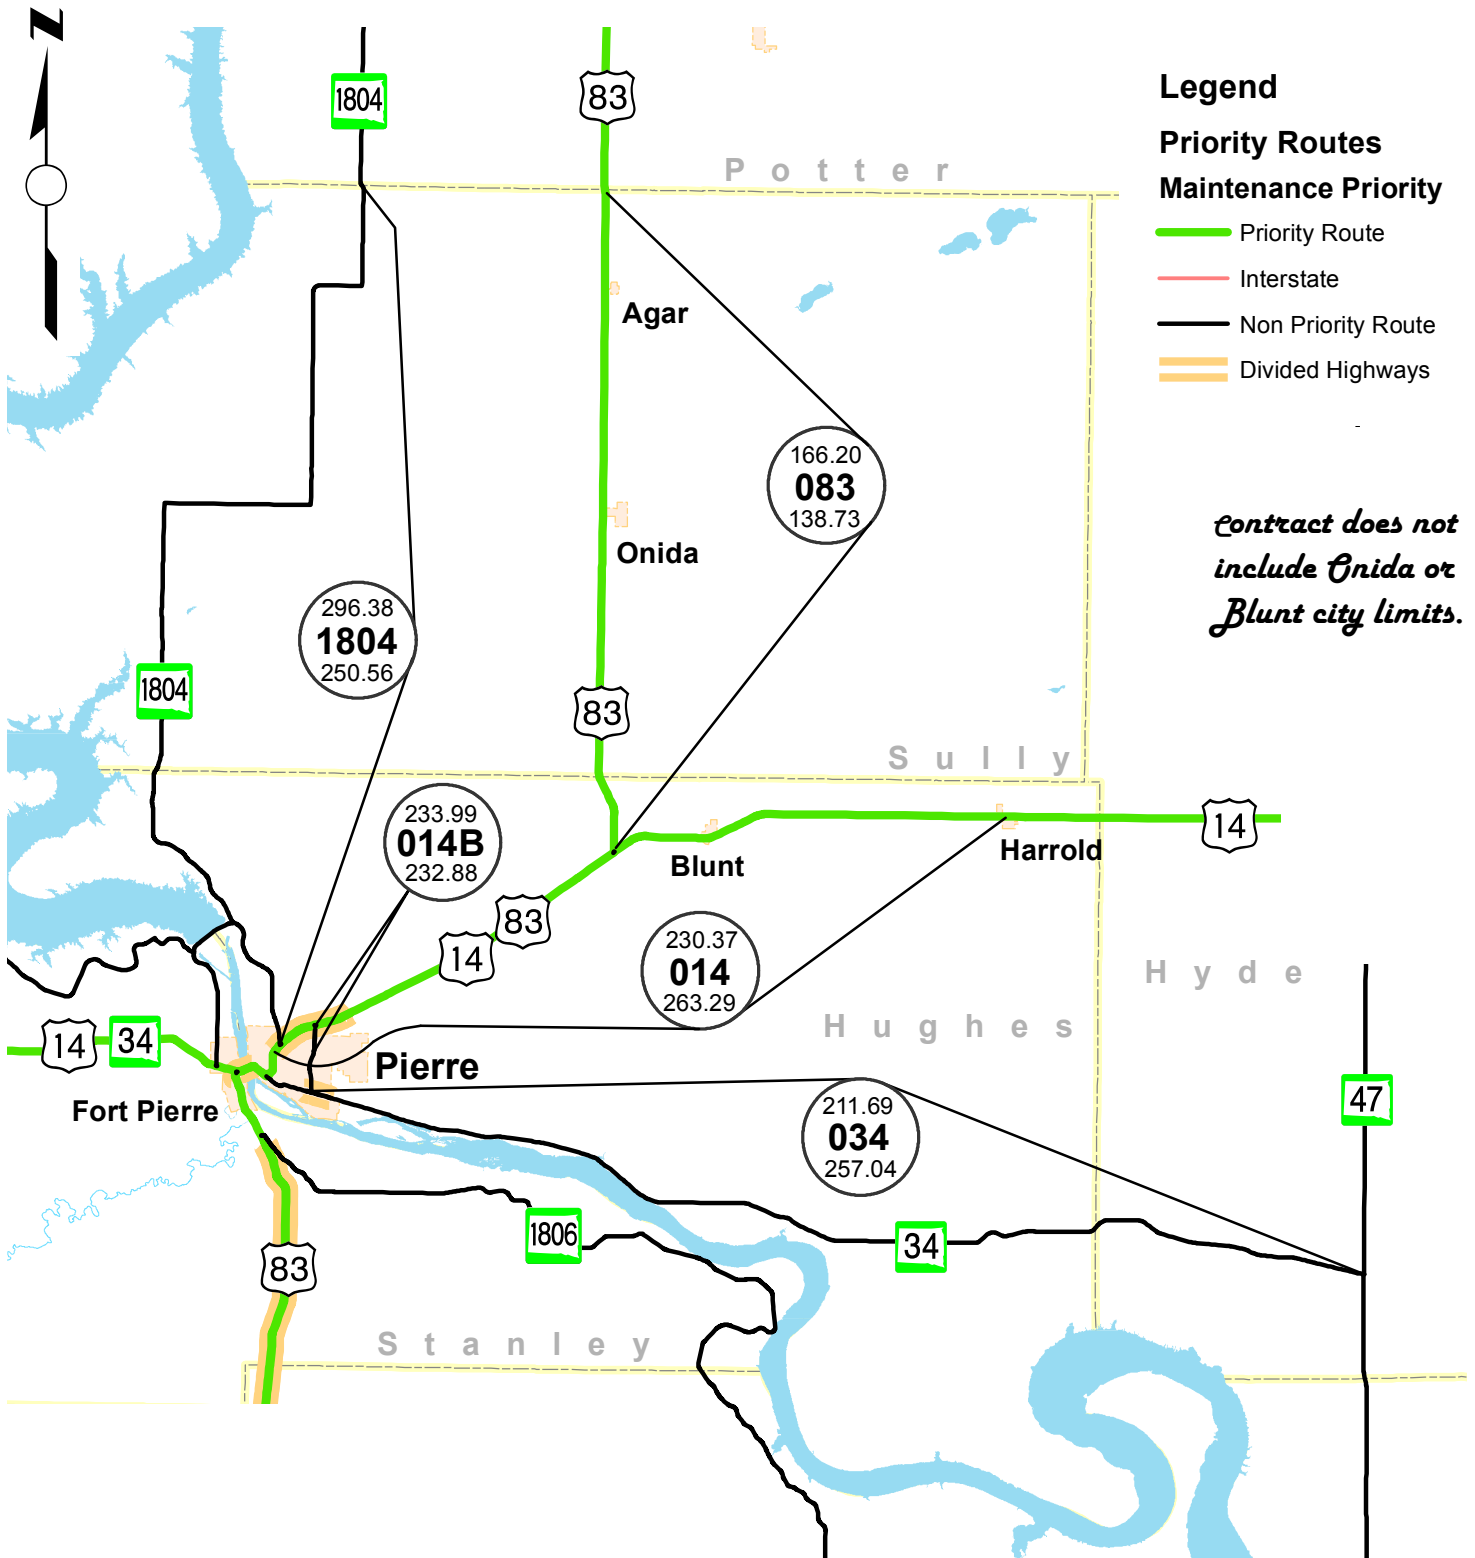 N
1804
83
Potter
Legend
Priority Routes
Maintenance Priority
Priority Route
Interstate
Non Priority Route
Divided Highways
-
Agar
166.20
083
138.73
Contract does not
include Onida or
Blunt city limits.
Onida
296.38
1804
250.56
1804
83
Sully
233.99
014B
232.88
14
Blunt
Harrold
83
14
230.37
014
263.29
Hyde
Hughes
14
34
Pierre
Fort Pierre
47
211.69
034
257.04
1806
34
83
Stanley